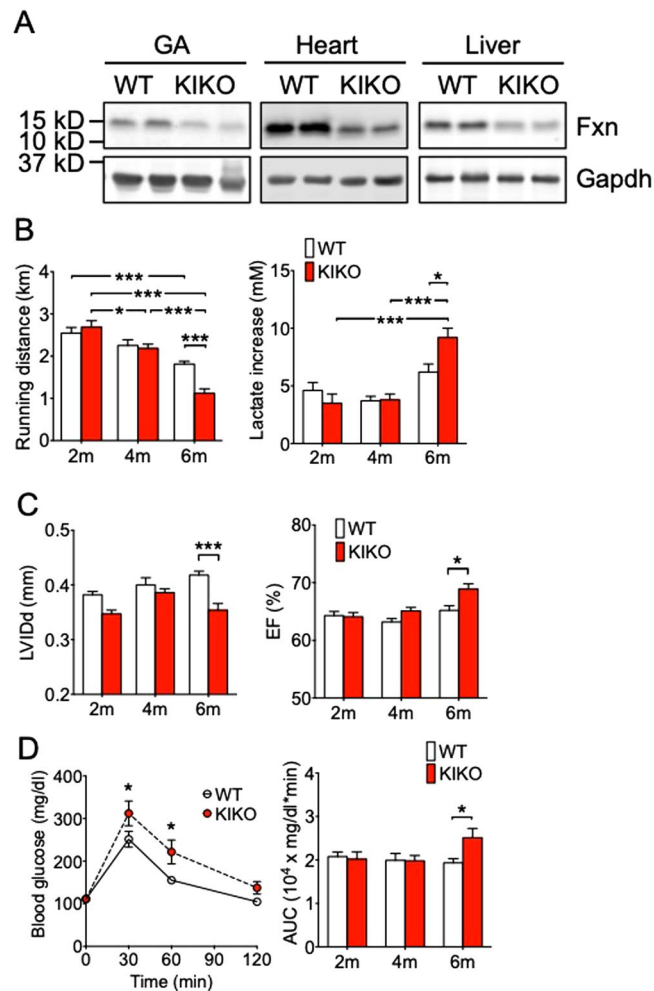 A
GA Heart Liver
WT KIKO WT KIKO WT KIKO
15 kD
10 kD
Fxn
37 kD
Gapdh
B
Running distance (km)
4
3
2
1
0
***
***
* ***
***
2m 4m 6m
WT
KIKO
Lactate increase (mM)
15
10
5
0
*
***
***
2m 4m 6m
C
LVIDd (mm)
0.5
0.4
0.3
0.2
***
2m 4m 6m
WT
KIKO
EF (%)
80
70
60
50
*
2m 4m 6m
D
Blood glucose (mg/dl)
400
300
200
100
0
* *
WT
KIKO
0 30 60 90 120
Time (min)
WT
KIKO
AUC (10⁴ x mg/dl*min)
4
3
2
1
0
*
2m 4m 6m